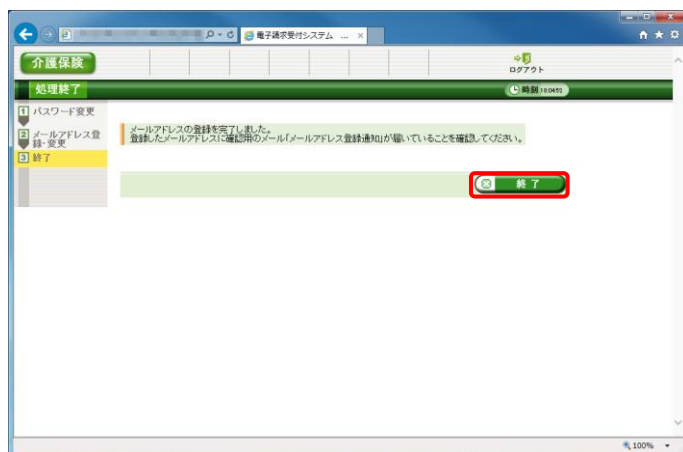 電子請求受付システム ...
介護保険
ログアウト
処理終了
時刻
1 パスワード変更
2 メールアドレス登
録・変更
3 終了
メールアドレスの登録を完了しました。
登録したメールアドレスに確認用のメール「メールアドレス登録通知」が届いていることを確認してください。
終了
100%